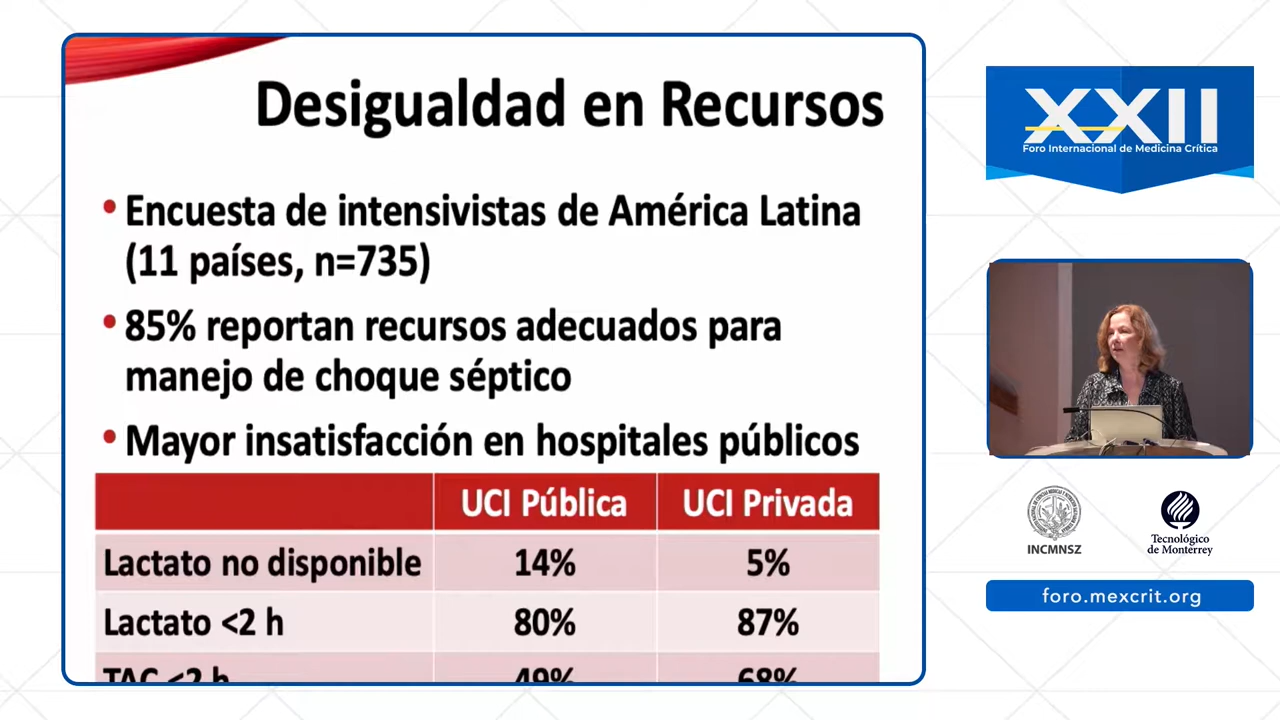 Desigualdad en Recursos
• Encuesta de intensivistas de América Latina
(11 países, n=735)
• 85% reportan recursos adecuados para
manejo de choque séptico
• Mayor insatisfacción en hospitales públicos
UCI Pública UCI Privada
Lactato no disponible 14% 5%
Lactato <2 h 80% 87%
TAC <2 h 49% 68%
XXII
Foro Internacional de Medicina Crítica
INCMNSZ
Tecnológico
de Monterrey
foro.mexcrit.org